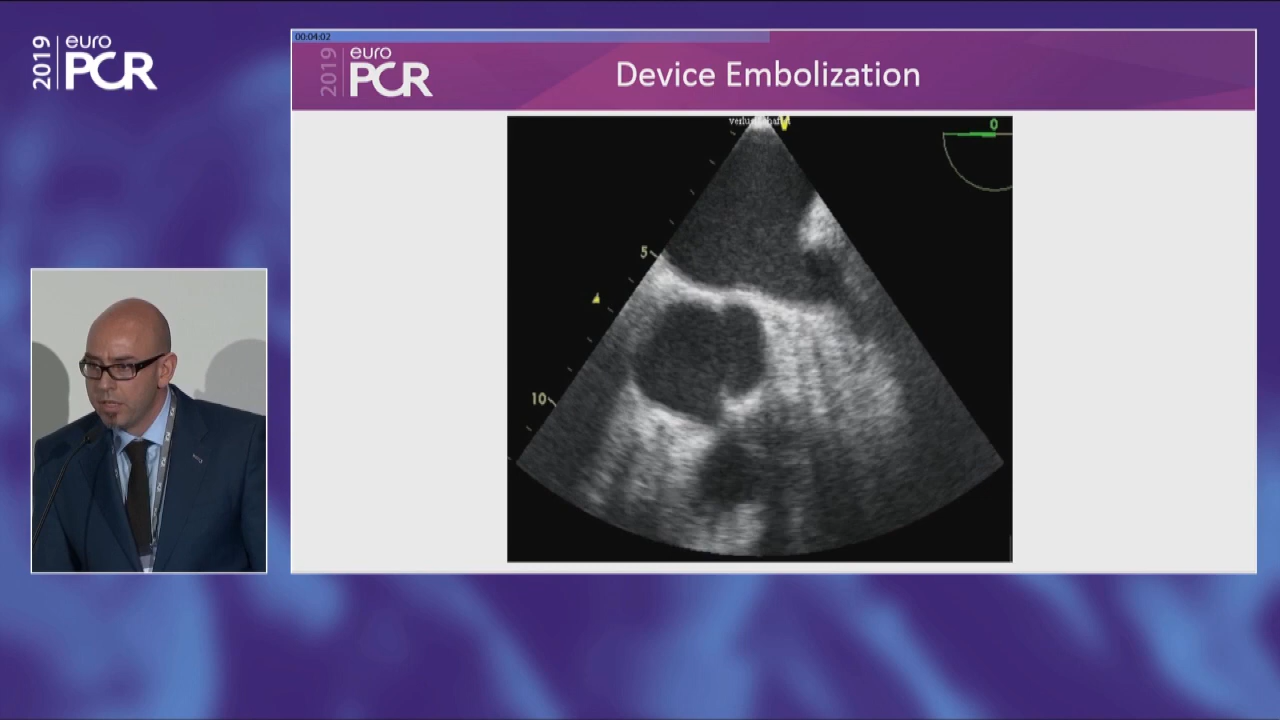 2019
euro
PCR
00:04:02
2019
euro
PCR
Device Embolization
V
0
5
10